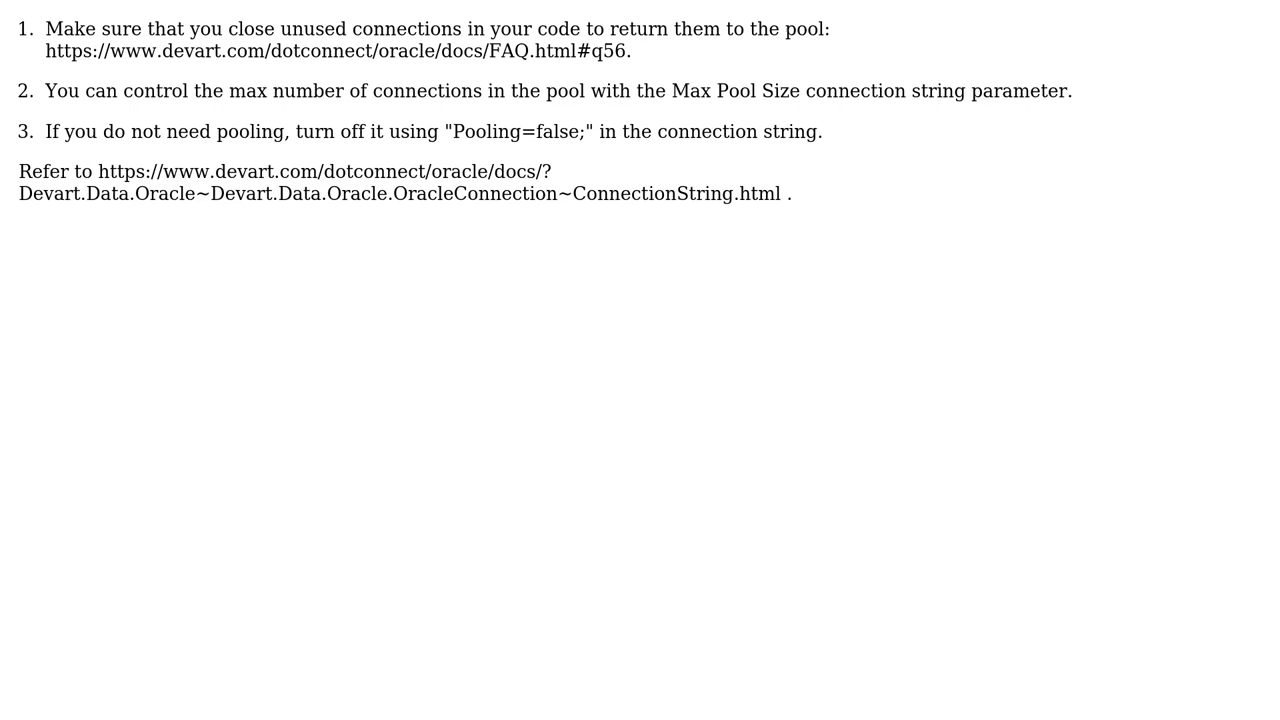 1. Make sure that you close unused connections in your code to return them to the pool:
https://www.devart.com/dotconnect/oracle/docs/FAQ.html#q56.
2. You can control the max number of connections in the pool with the Max Pool Size connection string parameter.
3. If you do not need pooling, turn off it using "Pooling=false;" in the connection string.
Refer to https://www.devart.com/dotconnect/oracle/docs/?
Devart.Data.Oracle~Devart.Data.Oracle.OracleConnection~ConnectionString.html .